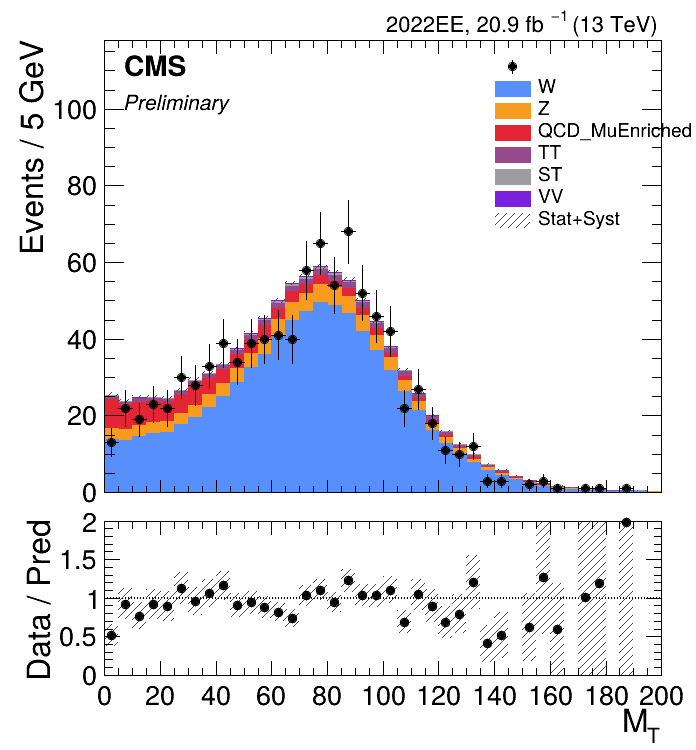 2022EE, 20.9 fb ⁻¹ (13 TeV)
CMS
Preliminary
Events / 5 GeV
100
80
60
40
20
0
W
Z
QCD_MuEnriched
TT
ST
VV
Stat+Syst
Data / Pred
2
1.5
1
0.5
0
0 20 40 60 80 100 120 140 160 180 200
M_T